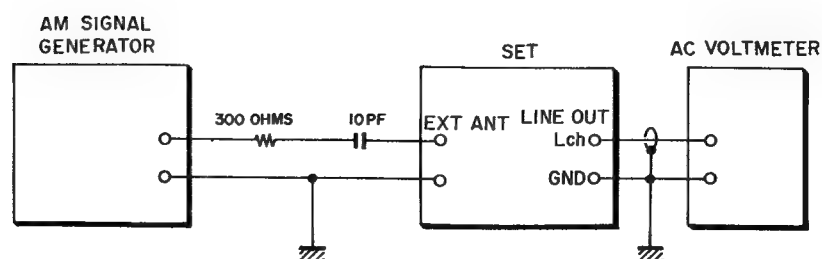 AM SIGNAL
GENERATOR
SET
AC VOLTMETER
300 OHMS
10PF
EXT ANT
LINE OUT
Lch
GND